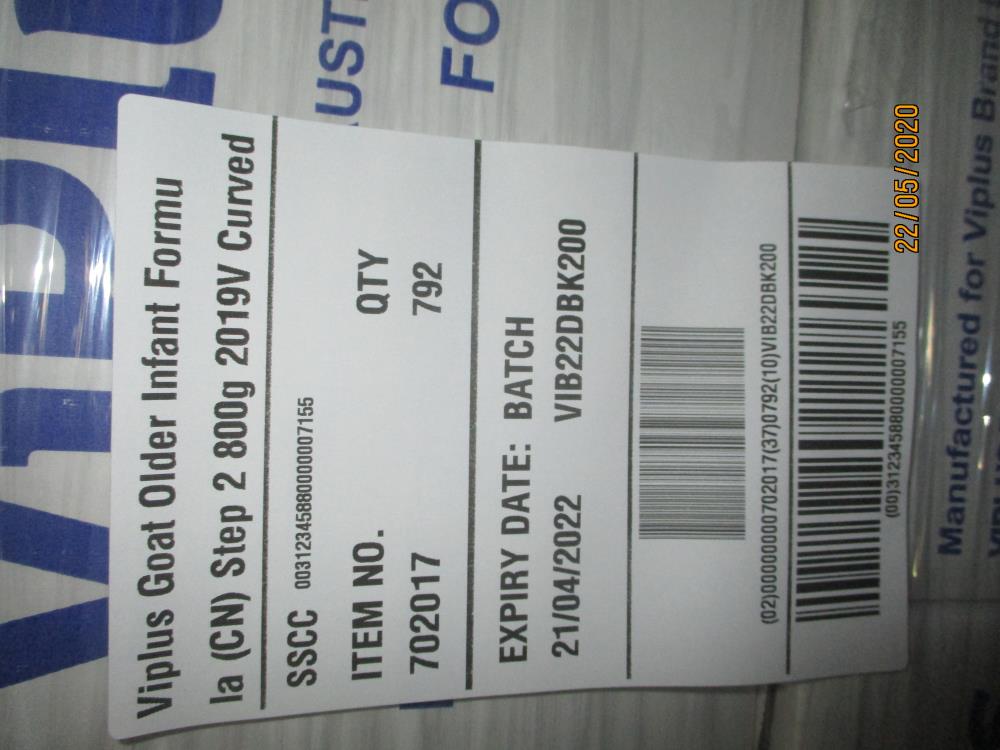 Viplus Goat Older Infant Formu
la (CN) Step 2 800g 2019V Curved
SSCC 003123458800000007155
ITEM NO. QTY
702017 792
EXPIRY DATE: BATCH
21/04/2022 VIB22DBK200
(02)00000000702017(37)0792(10)VIB22DBK200
(00)312345880000007155
UST
FO
Manufactured for Viplus Brand
22/05/2020